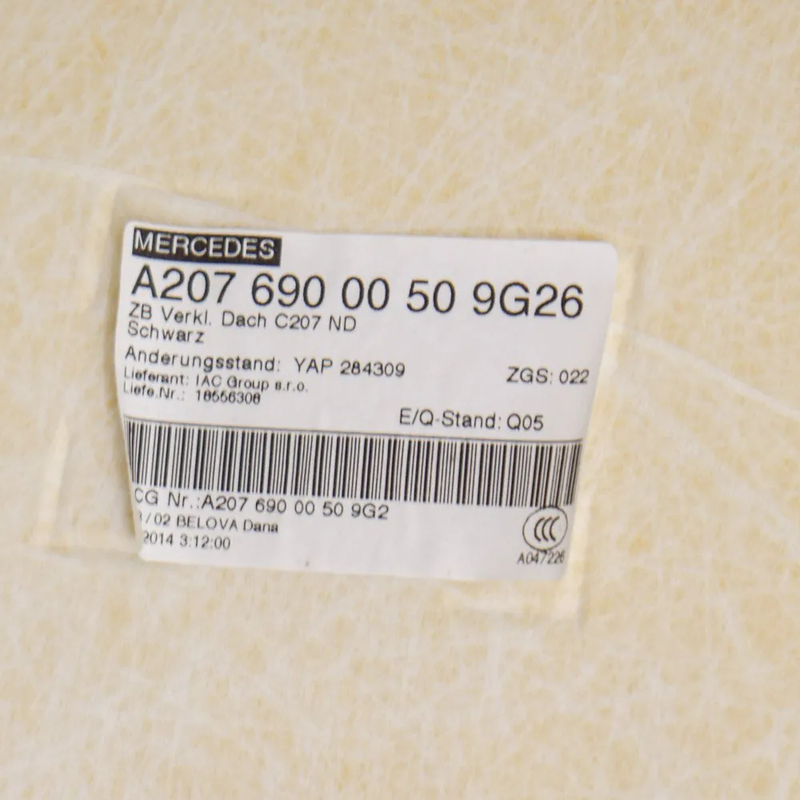 MERCEDES
A207 690 00 50 9G26
ZB Verkl. Dach C207 ND
Schwarz
Anderungsstand: YAP 284309
ZGS: 022
Lieferant: IAC Group s.r.o.
Liefe.Nr.: 18556308
E/Q-Stand: Q05
CG Nr.:A207 690 00 50 9G2
/02 BELOVA Dana
2014 3:12:00
CCC
A047226